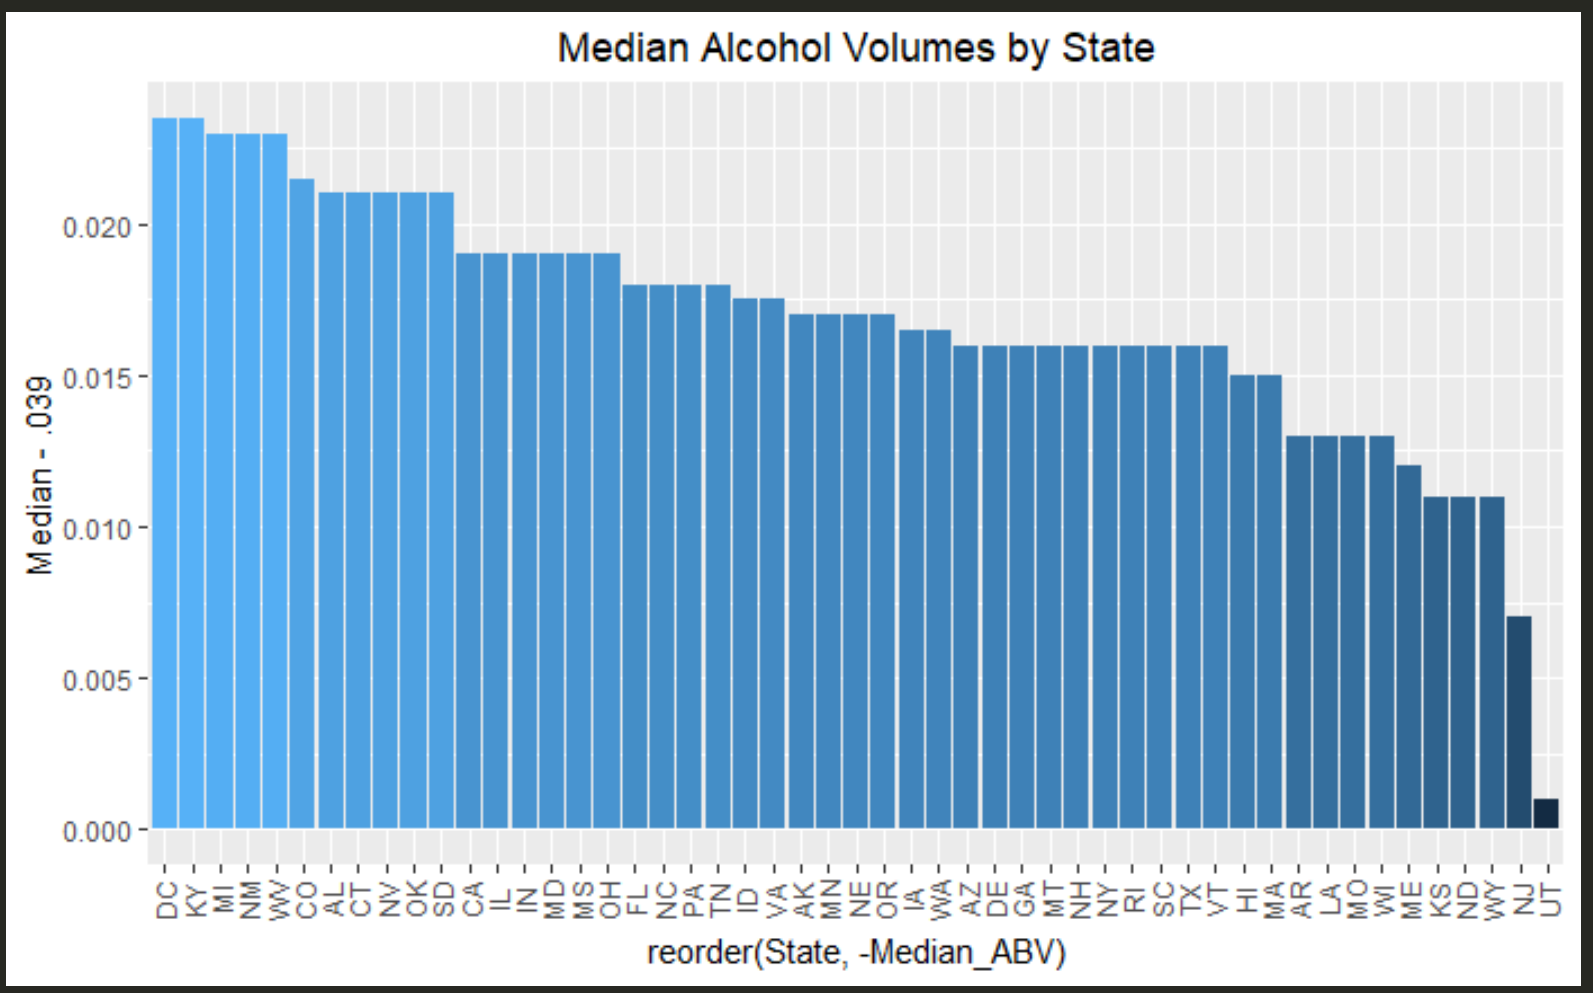 Median Alcohol Volumes by State
Median - .039
0.020
0.015
0.010
0.005
0.000
DC KY MI NM WV CO AL CT NV OK SD CA IL IN MD MS OH FL NC PA TN ID VA AK MN NE OR IA WA AZ DE GA MT NH NY RI SC TX VT HI MA AR LA MO WI ME KS ND WY NJ UT
reorder(State, -Median_ABV)